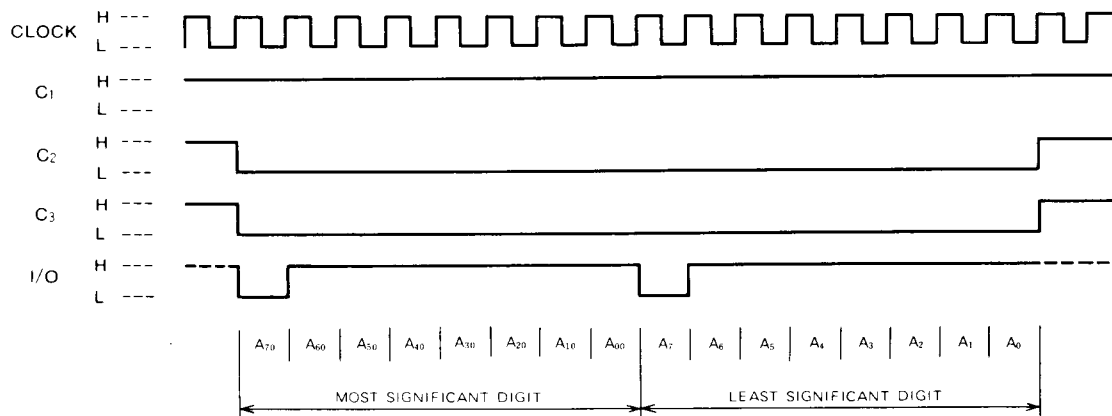 CLOCK H ---
L ---
C₁ H ---
L ---
C₂ H ---
L ---
C₃ H ---
L ---
I/O H ---
L ---
A₇₀ A₆₀ A₅₀ A₄₀ A₃₀ A₂₀ A₁₀ A₀₀ A₇ A₆ A₅ A₄ A₃ A₂ A₁ A₀
MOST SIGNIFICANT DIGIT LEAST SIGNIFICANT DIGIT